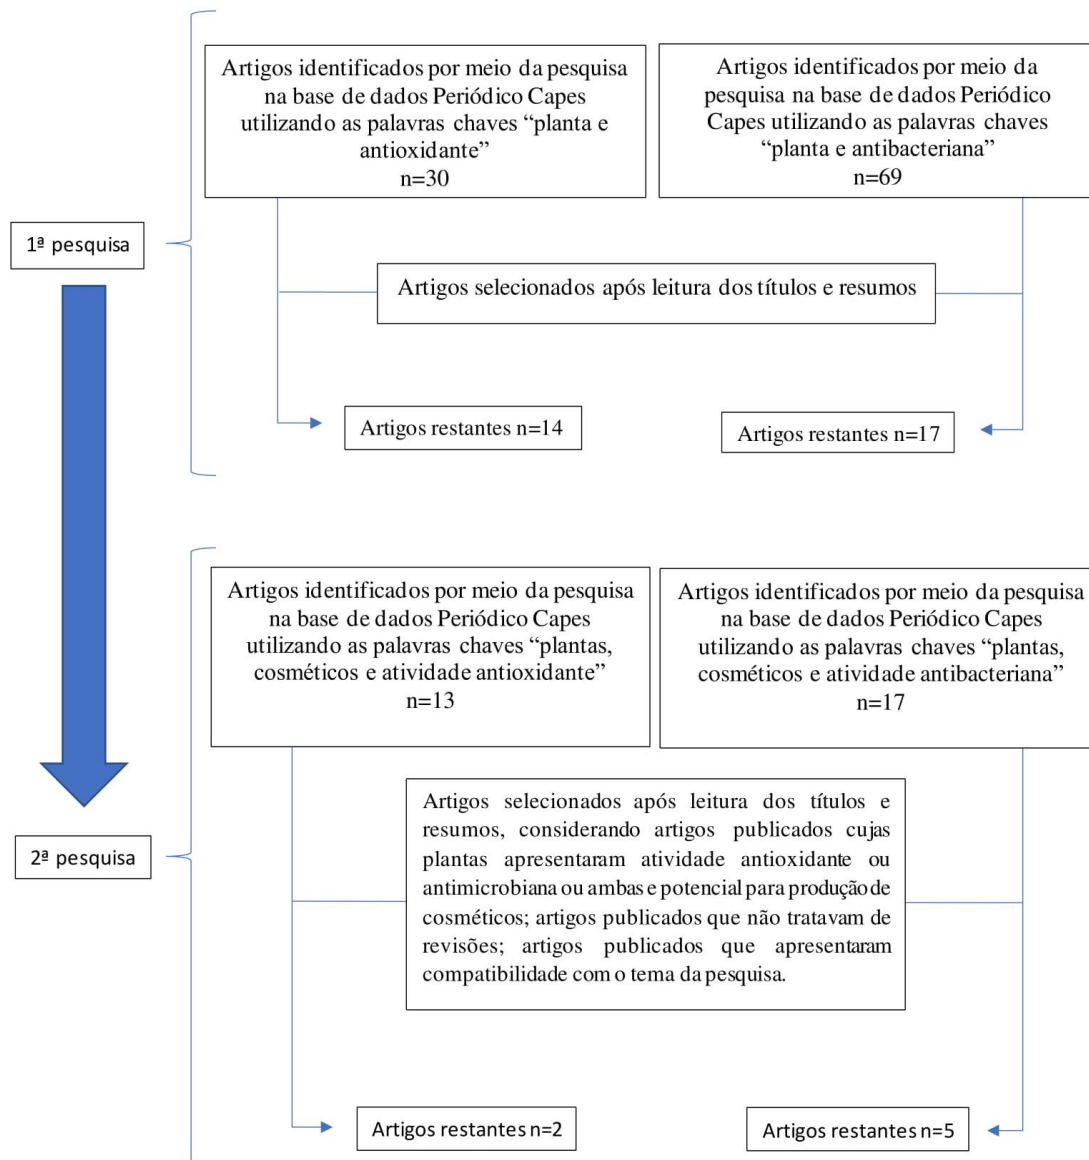 Artigos identificados por meio da pesquisa
na base de dados Periódico Capes
utilizando as palavras chaves “planta e
antioxidante”
n=30
Artigos identificados por meio da
pesquisa na base de dados Periódico
Capes utilizando as palavras chaves
“planta e antibacteriana”
n=69
1ª pesquisa
Artigos selecionados após leitura dos títulos e resumos
Artigos restantes n=14
Artigos restantes n=17
Artigos identificados por meio da pesquisa
na base de dados Periódico Capes
utilizando as palavras chaves “plantas,
cosméticos e atividade antioxidante”
n=13
Artigos identificados por meio da pesquisa
na base de dados Periódico Capes
utilizando as palavras chaves “plantas,
cosméticos e atividade antibacteriana”
n=17
2ª pesquisa
Artigos selecionados após leitura dos títulos e
resumos, considerando artigos publicados cujas
plantas apresentaram atividade antioxidante ou
antimicrobiana ou ambas e potencial para produção de
cosméticos; artigos publicados que não tratavam de
revisões; artigos publicados que apresentaram
compatibilidade com o tema da pesquisa.
Artigos restantes n=2
Artigos restantes n=5